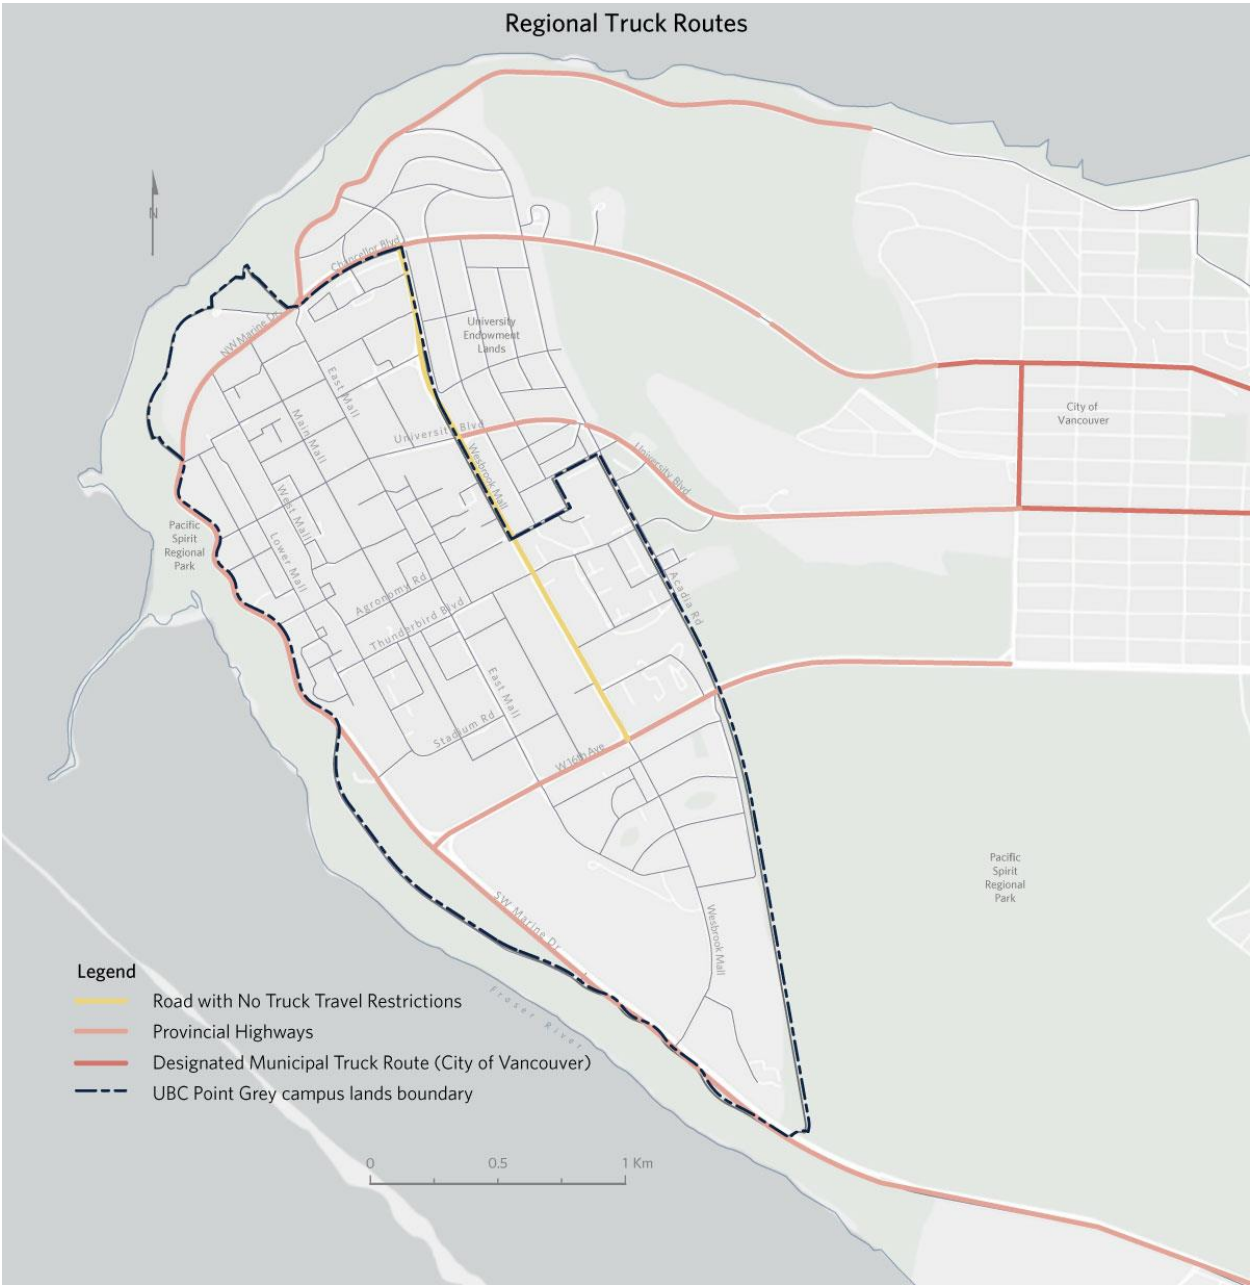 Regional Truck Routes
N
Chancellor Blvd
NW Marine Dr
University
Endowment
Lands
East Mall
Main Mall
University Blvd
Wesbrook Mall
University Blvd
City of
Vancouver
West Mall
Lower Mall
Pacific
Spirit
Regional
Park
Agronomy Rd
Thunderbird Blvd
Acadia Rd
East Mall
Stadium Rd
W 16th Ave
Pacific
Spirit
Regional
Park
SW Marine Dr
Wesbrook Mall
Fraser River
Legend
Road with No Truck Travel Restrictions
Provincial Highways
Designated Municipal Truck Route (City of Vancouver)
UBC Point Grey campus lands boundary
0 0.5 1 Km